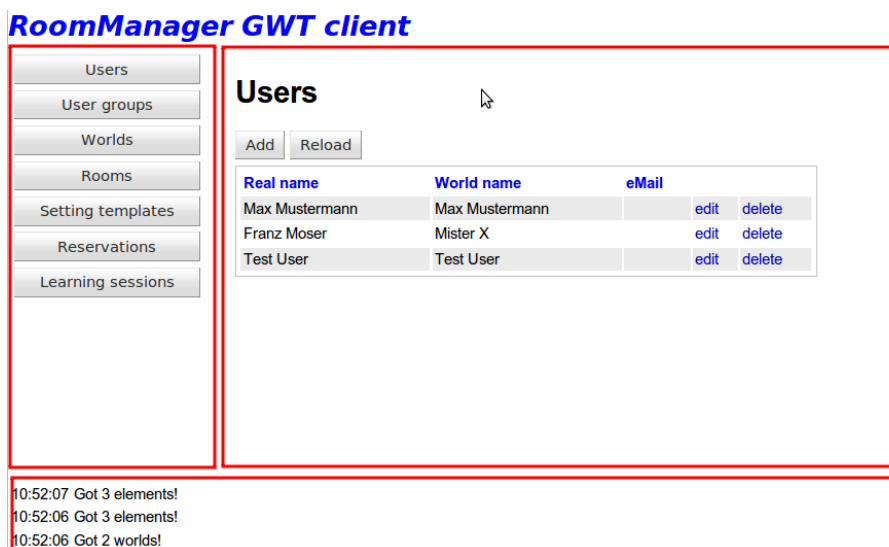 RoomManager GWT client
Users
User groups
Worlds
Rooms
Setting templates
Reservations
Learning sessions
Users
Add Reload
Real name World name eMail
Max Mustermann Max Mustermann edit delete
Franz Moser Mister X edit delete
Test User Test User edit delete
10:52:07 Got 3 elements!
10:52:06 Got 3 elements!
10:52:06 Got 2 worlds!